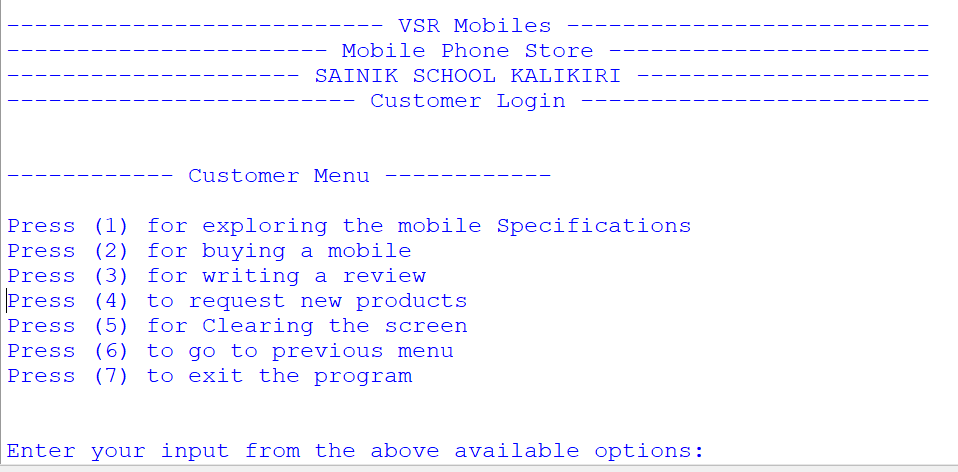 --------------------------- VSR Mobiles --------------------------
----------------------- Mobile Phone Store -----------------------
--------------------- SAINIK SCHOOL KALIKIRI ---------------------
------------------------- Customer Login -------------------------
------------ Customer Menu ------------
Press (1) for exploring the mobile Specifications
Press (2) for buying a mobile
Press (3) for writing a review
Press (4) to request new products
Press (5) for Clearing the screen
Press (6) to go to previous menu
Press (7) to exit the program
Enter your input from the above available options: